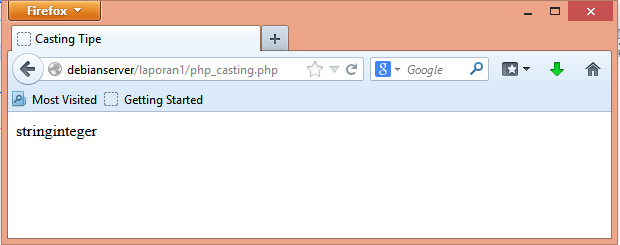 Firefox
Casting Tipe
debianserver/laporan1/php_casting.php
Google
Most Visited
Getting Started
stringinteger